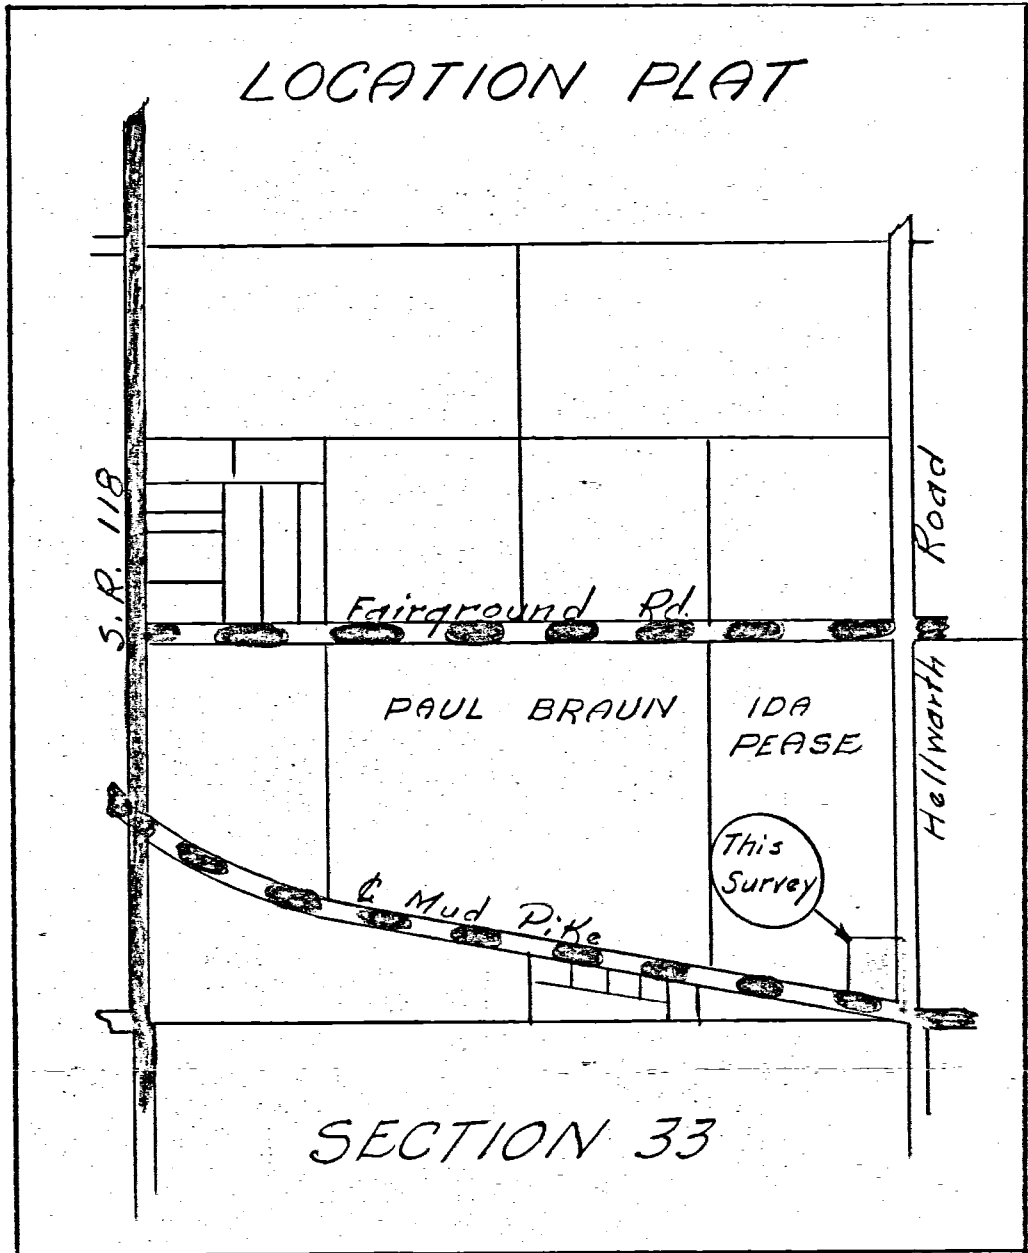 LOCATION PLAT
S.R. 118
Hellwarth Road
Fairground Rd.
PAUL BRAUN
IDA
PEASE
This
Survey
℄ Mud Pike
SECTION 33